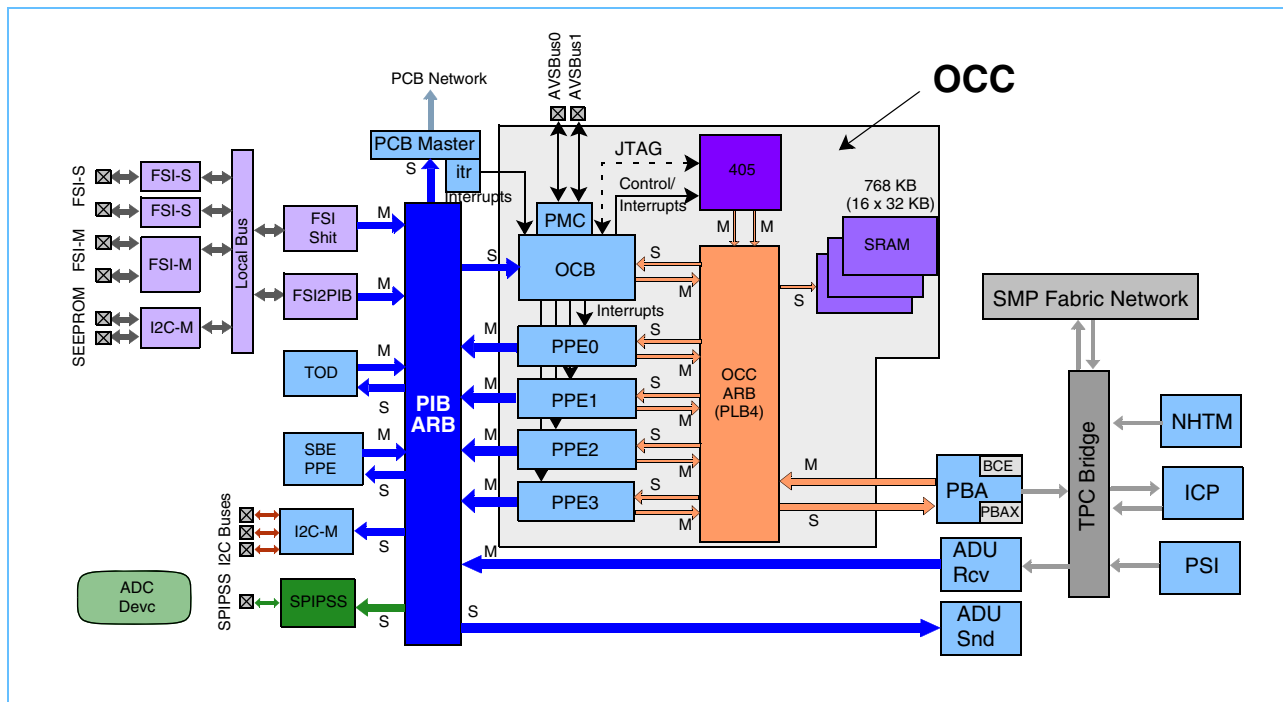 OCC
AVSBus0
AVSBus1
PCB Network
PCB Master
S
itr
Interrupts
JTAG
Control/
Interrupts
405
M
M
768 KB
(16 x 32 KB)
SRAM
S
PMC
OCB
S
S
M
Interrupts
FSI-S
FSI-S
FSI-S
FSI-M
FSI-M
SEEPROM
I2C-M
Local Bus
FSI
Shit
M
FSI2PIB
M
TOD
M
S
SBE
PPE
M
S
I2C Buses
I2C-M
S
SPIPSS
SPIPSS
S
ADC
Devc
PIB
ARB
M
PPE0
S
M
M
PPE1
S
M
M
PPE2
S
M
M
PPE3
S
M
OCC
ARB
(PLB4)
M
S
PBA
BCE
PBAX
M
ADU
Rcv
S
ADU
Snd
SMP Fabric Network
TPC Bridge
NHTM
ICP
PSI